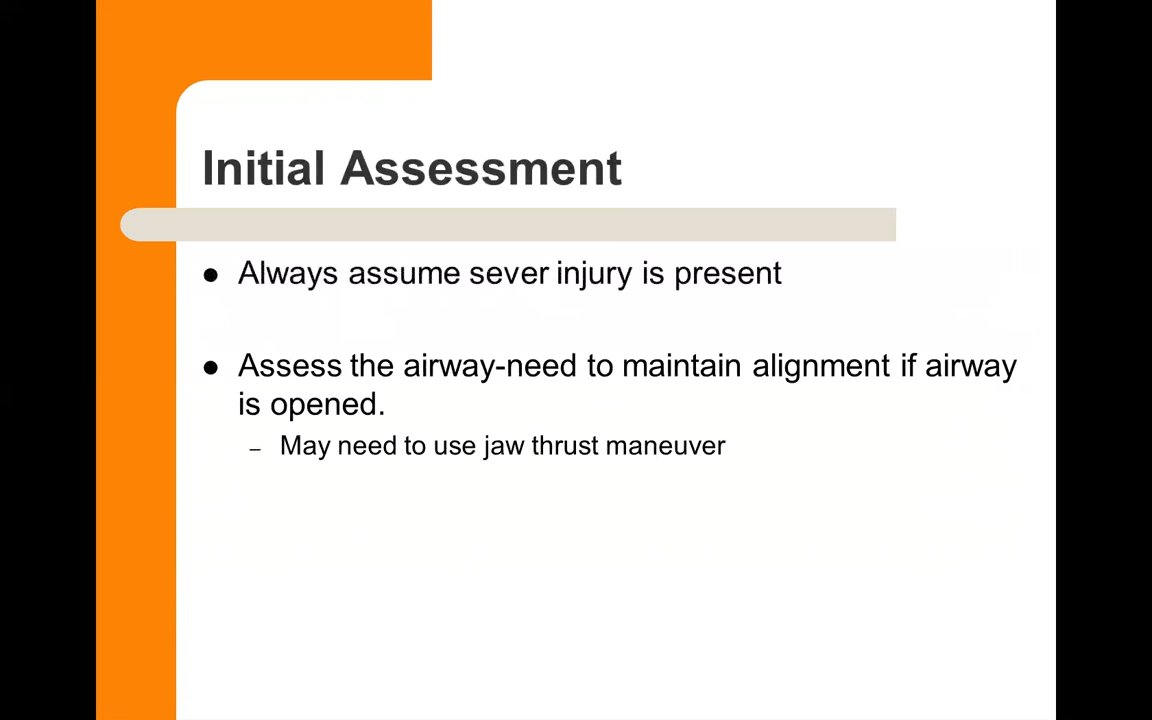 Initial Assessment
● Always assume sever injury is present
● Assess the airway-need to maintain alignment if airway
is opened.
– May need to use jaw thrust maneuver